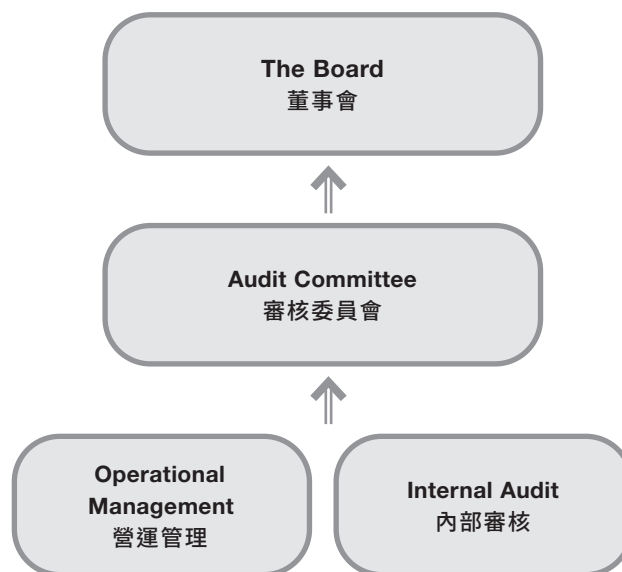 The Board
董事會
Audit Committee
審核委員會
Operational
Management
營運管理
Internal Audit
內部審核